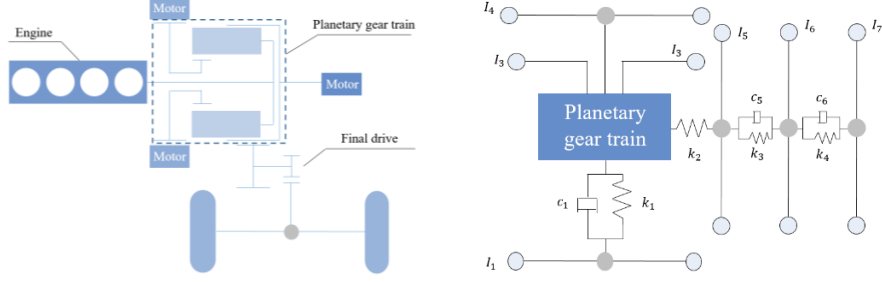 Motor
Planetary gear train
Engine
Motor
Motor
Final drive
I₄
I₃
I₃
I₅
I₆
I₇
Planetary
gear train
c₅
c₆
k₂
k₃
k₄
c₁
k₁
I₁